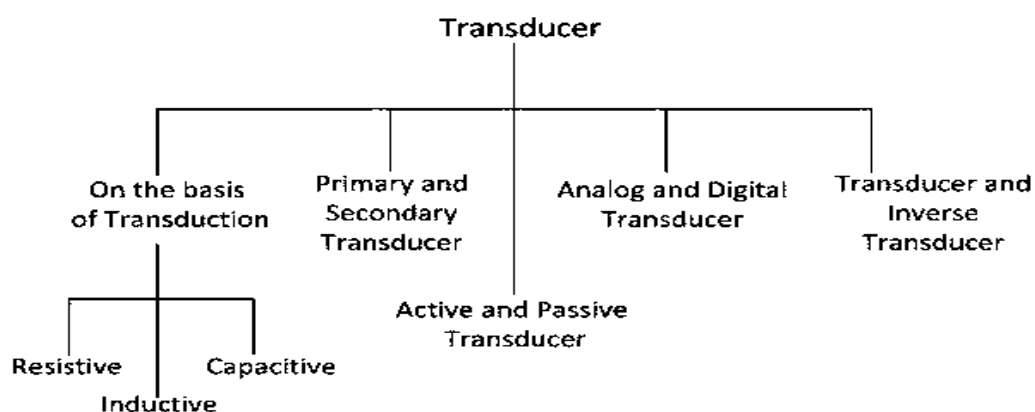 Transducer
On the basis
of Transduction
Primary and
Secondary
Transducer
Analog and Digital
Transducer
Transducer and
Inverse
Transducer
Active and Passive
Transducer
Resistive
Inductive
Capacitive